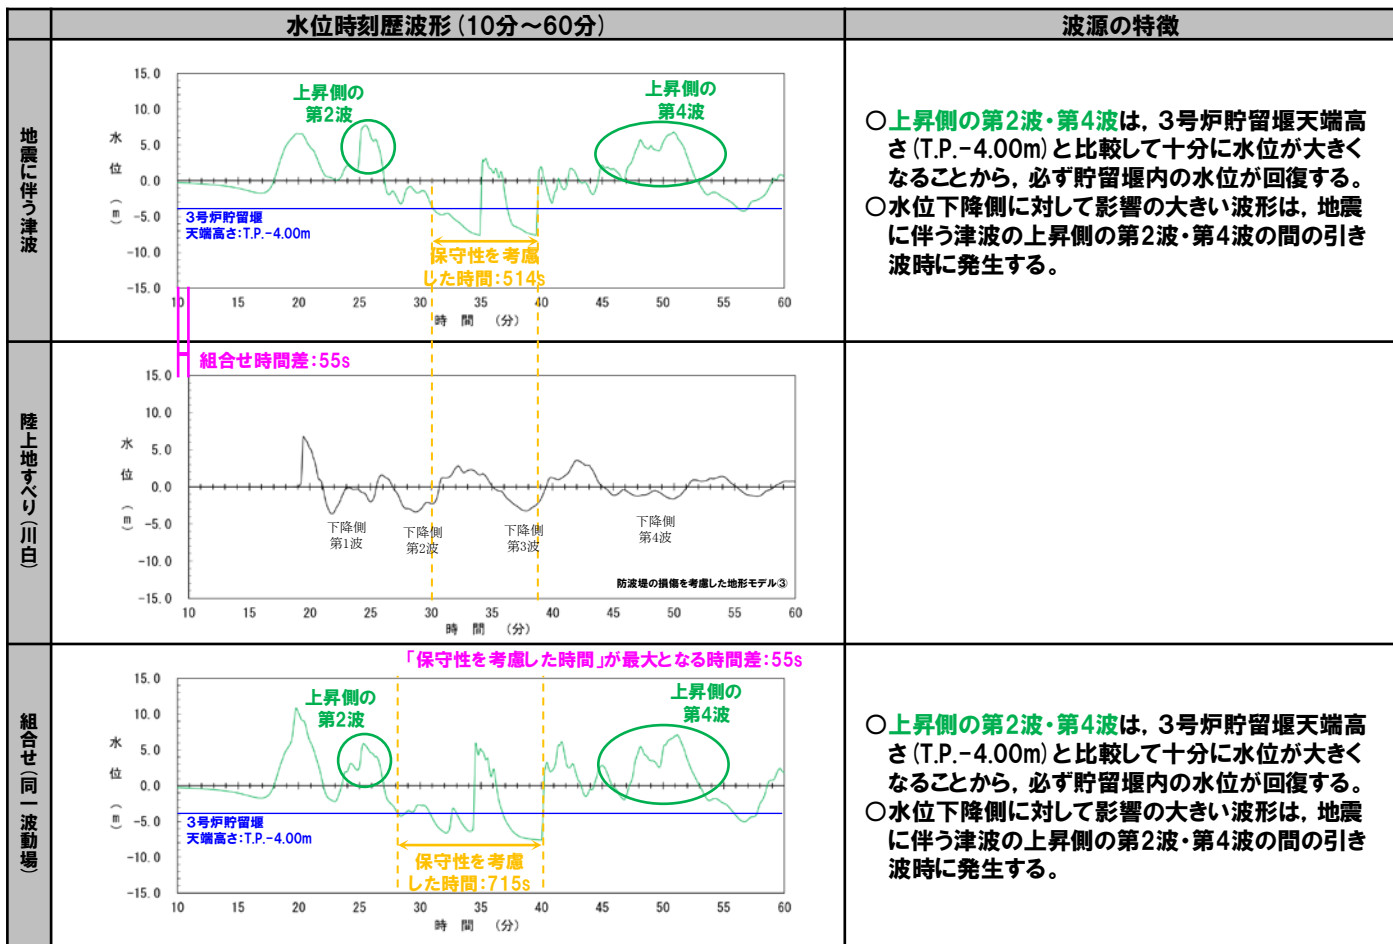 水位時刻歴波形(10分～60分)
波源の特徴
地震に伴う津波
15.0
10.0
5.0
0.0
-5.0
-10.0
-15.0
水位(m)
上昇側の
第2波
上昇側の
第4波
3号炉貯留堰
天端高さ:T.P.-4.00m
保守性を考慮
した時間:514s
10 15 20 25 30 35 40 45 50 55 60
時 間 (分)
○上昇側の第2波・第4波は，3号炉貯留堰天端高
さ(T.P.-4.00m)と比較して十分に水位が大きく
なることから，必ず貯留堰内の水位が回復する。
○水位下降側に対して影響の大きい波形は，地震
に伴う津波の上昇側の第2波・第4波の間の引き
波時に発生する。
組合せ時間差:55s
陸上地すべり(川白)
15.0
10.0
5.0
0.0
-5.0
-10.0
-15.0
水位(m)
下降側
第1波
下降側
第2波
下降側
第3波
下降側
第4波
防波堤の損傷を考慮した地形モデル③
10 15 20 25 30 35 40 45 50 55 60
時 間 (分)
組合せ(同一波動場)
「保守性を考慮した時間」が最大となる時間差:55s
15.0
10.0
5.0
0.0
-5.0
-10.0
-15.0
水位(m)
上昇側の
第2波
上昇側の
第4波
3号炉貯留堰
天端高さ:T.P.-4.00m
保守性を考慮
した時間:715s
10 15 20 25 30 35 40 45 50 55 60
時 間 (分)
○上昇側の第2波・第4波は，3号炉貯留堰天端高
さ(T.P.-4.00m)と比較して十分に水位が大きく
なることから，必ず貯留堰内の水位が回復する。
○水位下降側に対して影響の大きい波形は，地震
に伴う津波の上昇側の第2波・第4波の間の引き
波時に発生する。